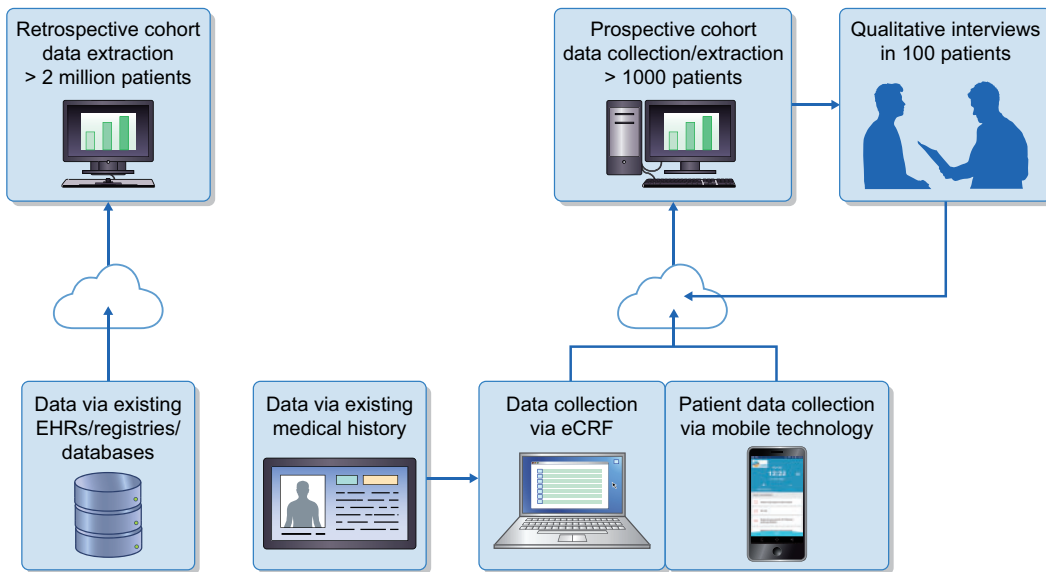 Retrospective cohort
data extraction
> 2 million patients
Prospective cohort
data collection/extraction
> 1000 patients
Qualitative interviews
in 100 patients
Data via existing
EHRs/registries/
databases
Data via existing
medical history
Data collection
via eCRF
Patient data collection
via mobile technology
12:22